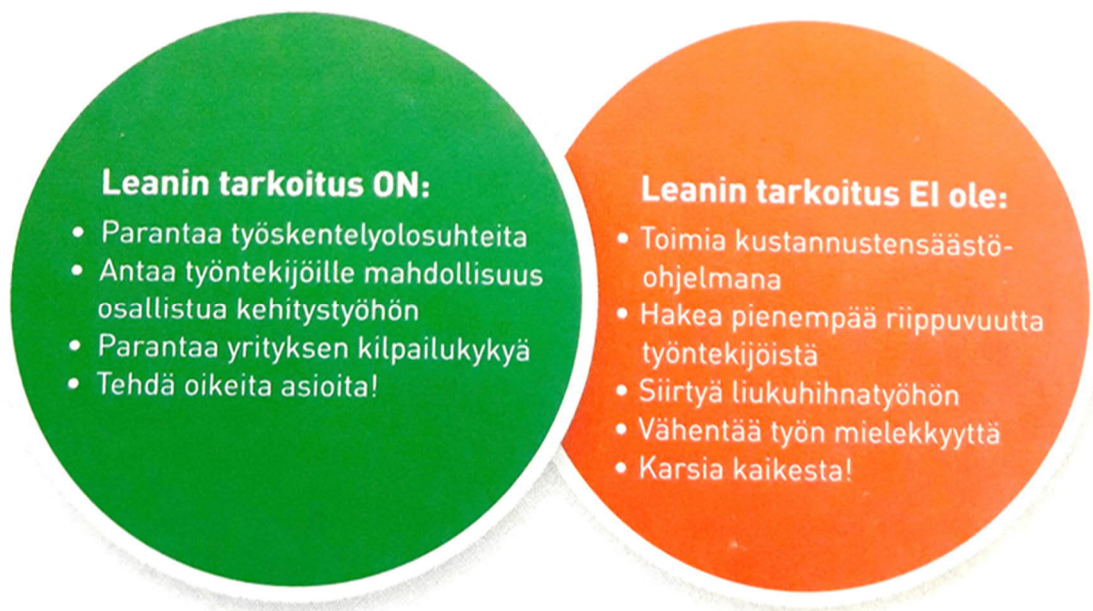 Leanin tarkoitus ON:
• Parantaa työskentelyolosuhteita
• Antaa työntekijöille mahdollisuus
osallistua kehitystyöhön
• Parantaa yrityksen kilpailukykyä
• Tehdä oikeita asioita!
Leanin tarkoitus EI ole:
• Toimia kustannustensäästö-
ohjelmana
• Hakea pienempää riippuvuutta
työntekijöistä
• Siirtyä liukuhihnatyöhön
• Vähentää työn mielekkyyttä
• Karsia kaikesta!